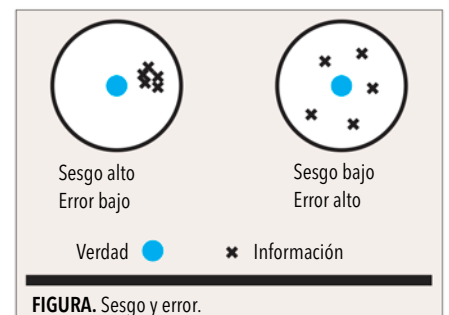 Sesgo alto
Error bajo
Sesgo bajo
Error alto
Verdad
Información
FIGURA. Sesgo y error.